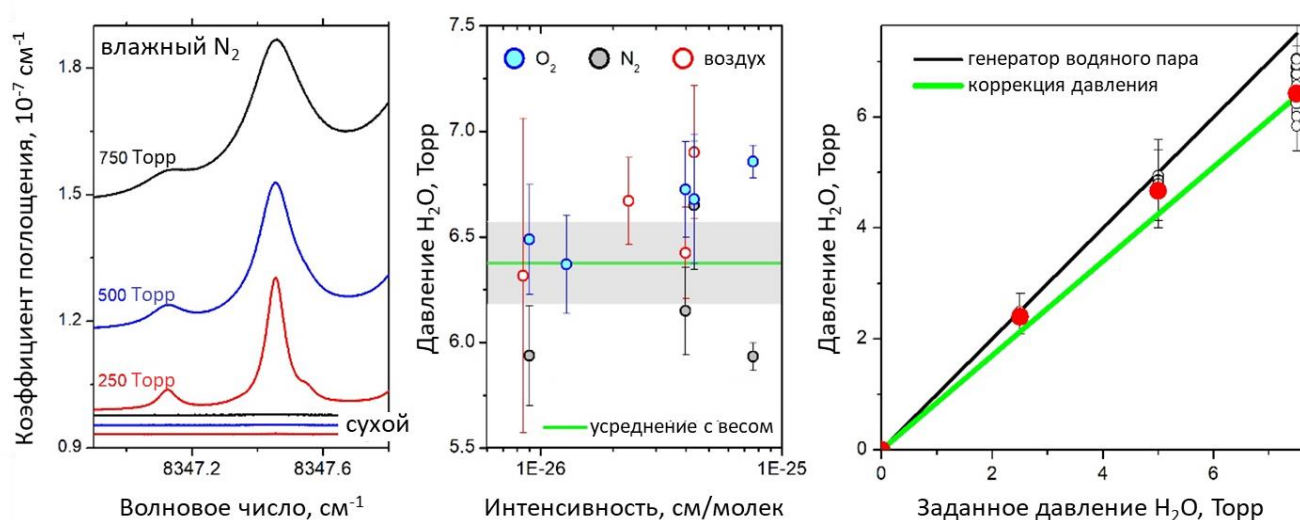 Коэффициент поглощения, 10⁻⁷ см⁻¹
1.8
1.5
1.2
0.9
влажный N₂
750 Торр
500 Торр
250 Торр
сухой
8347.2
8347.6
Волновое число, см⁻¹
Давление H₂O, Торр
7.5
7.0
6.5
6.0
5.5
O₂
N₂
воздух
усреднение с весом
1E-26
1E-25
Интенсивность, см/молек
Давление H₂O, Торр
6
4
2
0
генератор водяного пара
коррекция давления
0
2
4
6
Заданное давление H₂O, Торр